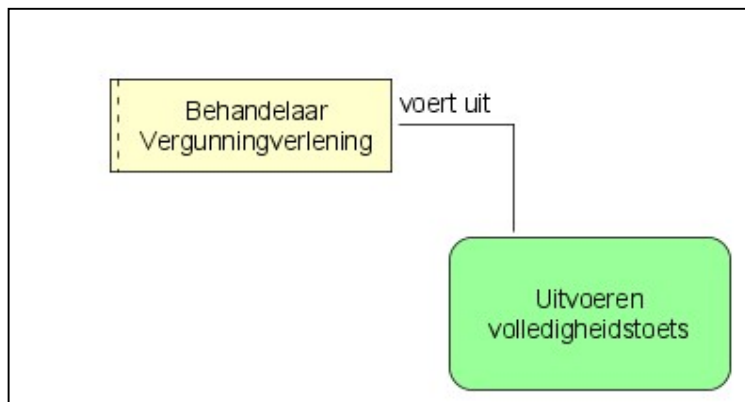 Behandelaar
Vergunningverlening
voert uit
Uitvoeren
volledigheidstoets